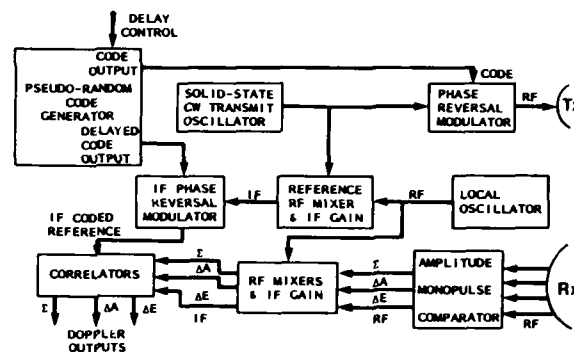 DELAY
CONTROL
CODE
OUTPUT
PSEUDO-RANDOM
CODE
GENERATOR
DELAYED
CODE
OUTPUT
SOLID-STATE
CW TRANSMIT
OSCILLATOR
CODE
PHASE
REVERSAL
MODULATOR
RF
IF PHASE
REVERSAL
MODULATOR
IF
REFERENCE
RF MIXER
& IF GAIN
RF
LOCAL
OSCILLATOR
IF CODED
REFERENCE
CORRELATORS
Σ
ΔA
ΔE
IF
RF MIXERS
& IF GAIN
Σ
ΔA
ΔE
RF
AMPLITUDE
MONOPULSE
COMPARATOR
RF
Σ ΔA ΔE
DOPPLER
OUTPUTS